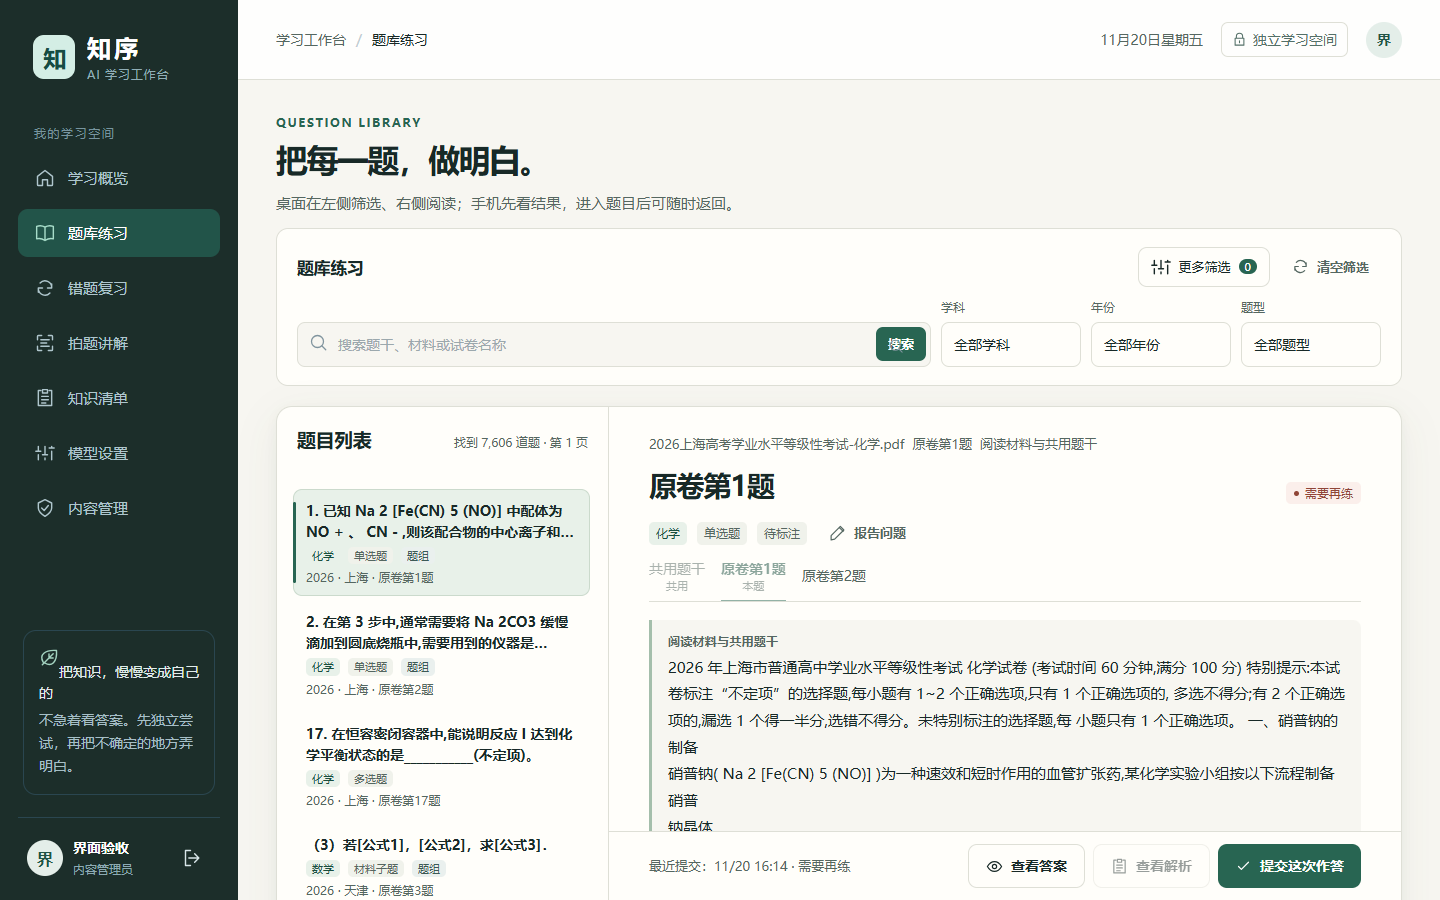 知
知序
AI 学习工作台
我的学习空间
学习概览
题库练习
错题复习
拍题讲解
知识清单
模型设置
内容管理
把知识，慢慢变成自己
的
不急着看答案。先独立尝
试，再把不确定的地方弄
明白。
界
界面验收
内容管理员
学习工作台 / 题库练习
11月20日星期五
独立学习空间
界
QUESTION LIBRARY
把每一题，做明白。
桌面在左侧筛选、右侧阅读；手机先看结果，进入题目后可随时返回。
题库练习
更多筛选 0
清空筛选
搜索题干、材料或试卷名称
搜索
学科
全部学科
年份
全部年份
题型
全部题型
题目列表
找到 7,606 道题 · 第 1 页
1. 已知 Na 2 [Fe(CN) 5 (NO)] 中配体为
NO + 、 CN - ,则该配合物的中心离子和...
化学 单选题 题组
2026 · 上海 · 原卷第1题
2. 在第 3 步中,通常需要将 Na 2CO3 缓慢
滴加到圆底烧瓶中,需要用到的仪器是...
化学 单选题 题组
2026 · 上海 · 原卷第2题
17. 在恒容密闭容器中,能说明反应 I 达到化
学平衡状态的是__________(不定项)。
化学 多选题
2026 · 上海 · 原卷第17题
（3）若[公式1]，[公式2]，求[公式3]．
数学 材料子题 题组
2026 · 天津 · 原卷第3题
2026上海高考学业水平等级性考试-化学.pdf 原卷第1题 阅读材料与共用题干
原卷第1题
需要再练
化学 单选题 待标注 报告问题
共用题干
共用
原卷第1题
本题
原卷第2题
阅读材料与共用题干
2026 年上海市普通高中学业水平等级性考试 化学试卷 (考试时间 60 分钟,满分 100 分) 特别提示:本试
卷标注“不定项”的选择题,每小题有 1~2 个正确选项,只有 1 个正确选项的, 多选不得分;有 2 个正确选
项的,漏选 1 个得一半分,选错不得分。未特别标注的选择题,每 小题只有 1 个正确选项。 一、硝普钠的
制备
硝普钠( Na 2 [Fe(CN) 5 (NO)] )为一种速效和短时作用的血管扩张药,某化学实验小组按以下流程制备
硝普
钠晶体
最近提交：11/20 16:14 · 需要再练
查看答案
查看解析
提交这次作答